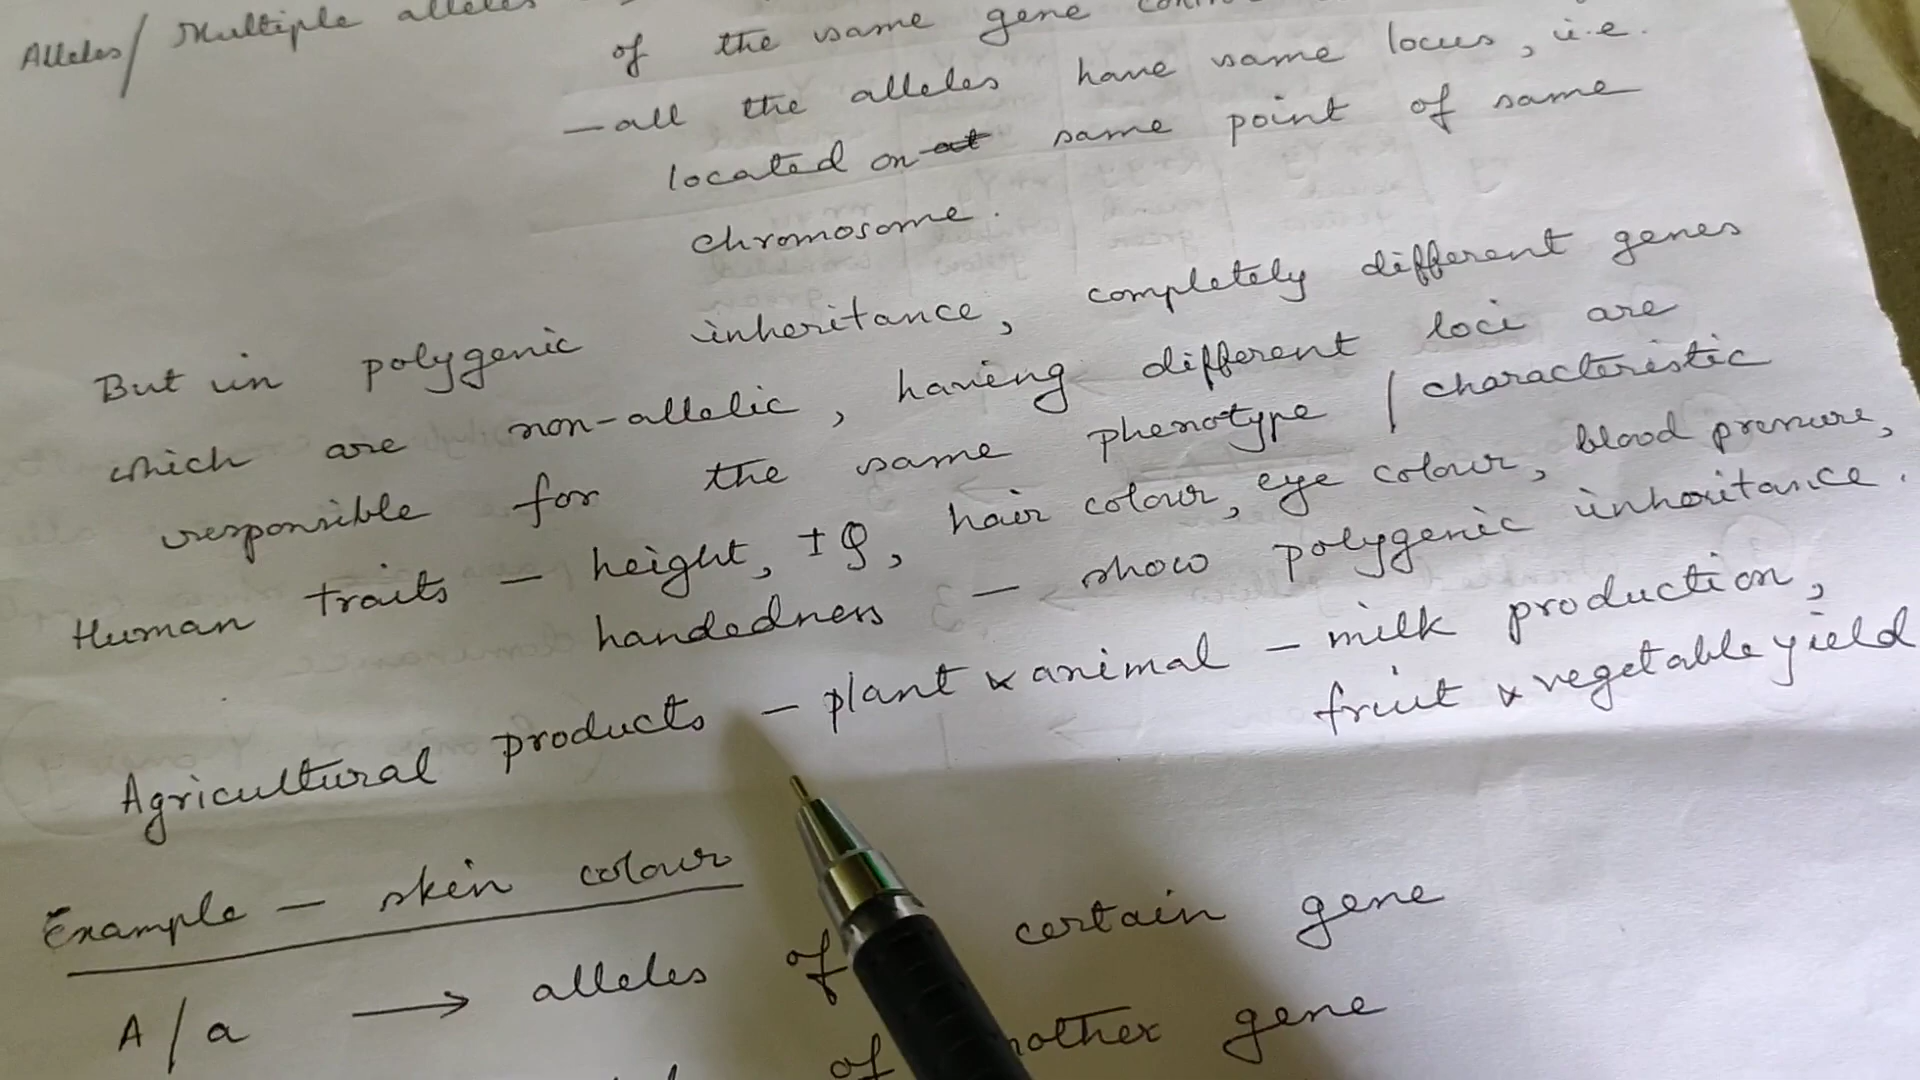 Alleles / Multiple alleles
of the same gene
— all the alleles have same locus, i.e.
located on at same point of same
chromosome.
But in polygenic inheritance, completely different genes
which are non-allelic, having different loci are
responsible for the same phenotype / characteristic
Human traits — height, IQ, hair colour, eye colour, blood pressure,
handedness — show polygenic inheritance.
Agricultural products — plant & animal — milk production,
fruit & vegetable yield
Example — skin colour
A/a → alleles of certain gene
of another gene